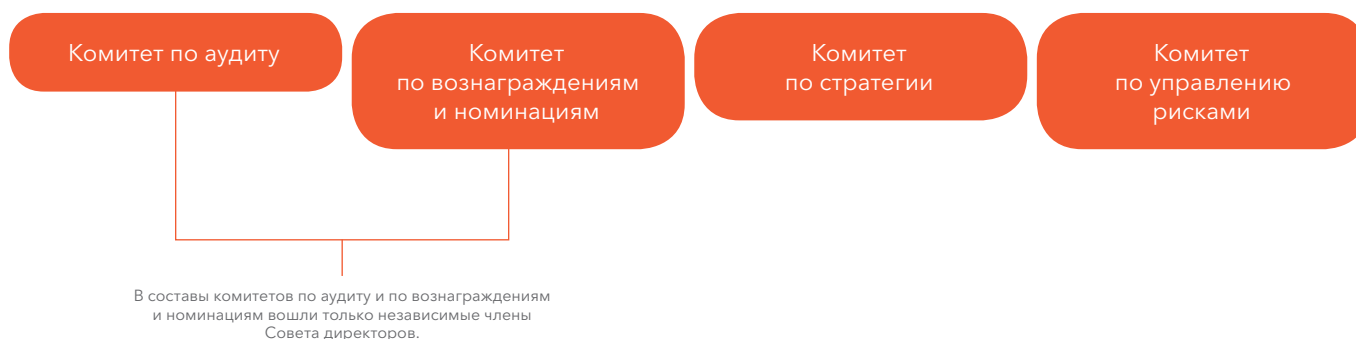 Комитет по аудиту
Комитет
по вознаграждениям
и номинациям
Комитет
по стратегии
Комитет
по управлению
рисками
В составы комитетов по аудиту и по вознаграждениям
и номинациям вошли только независимые члены
Совета директоров.